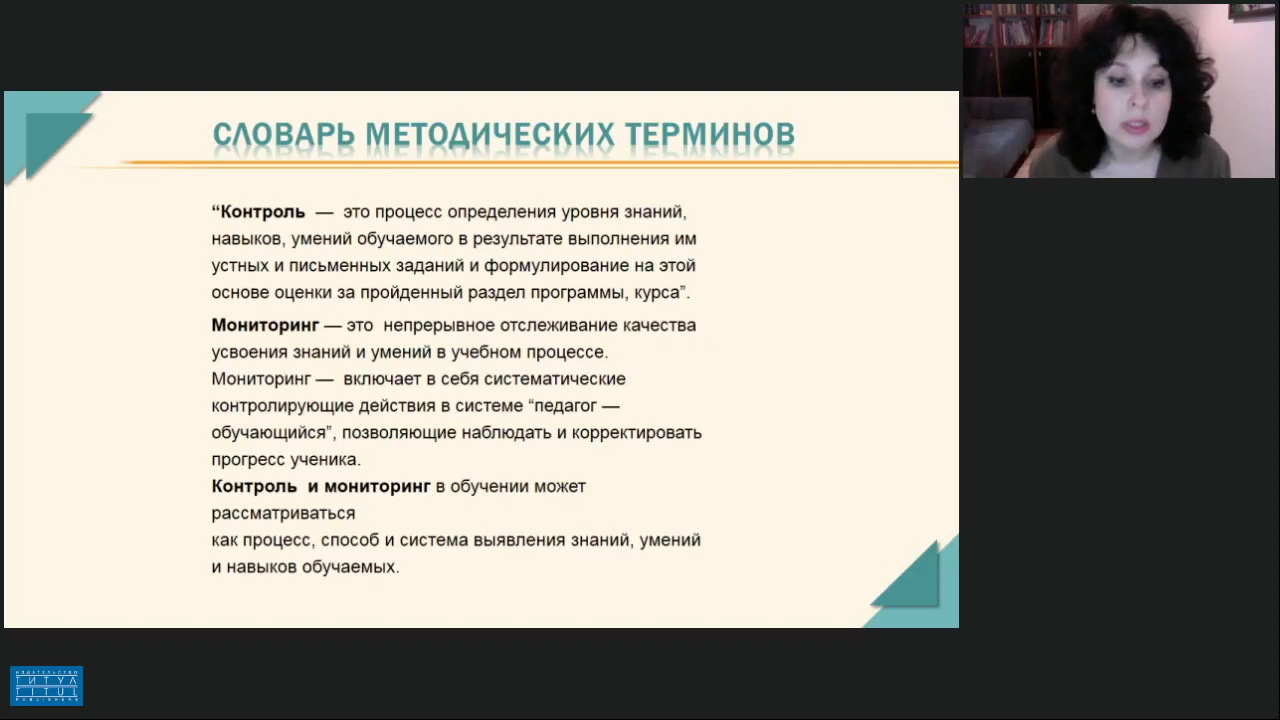 СЛОВАРЬ МЕТОДИЧЕСКИХ ТЕРМИНОВ
“Контроль — это процесс определения уровня знаний,
навыков, умений обучаемого в результате выполнения им
устных и письменных заданий и формулирование на этой
основе оценки за пройденный раздел программы, курса”.
Мониторинг — это непрерывное отслеживание качества
усвоения знаний и умений в учебном процессе.
Мониторинг — включает в себя систематические
контролирующие действия в системе “педагог —
обучающийся”, позволяющие наблюдать и корректировать
прогресс ученика.
Контроль и мониторинг в обучении может
рассматриваться
как процесс, способ и система выявления знаний, умений
и навыков обучаемых.
ИЗДАТЕЛЬСТВО
ТИТУЛ
TITUL
PUBLISHERS